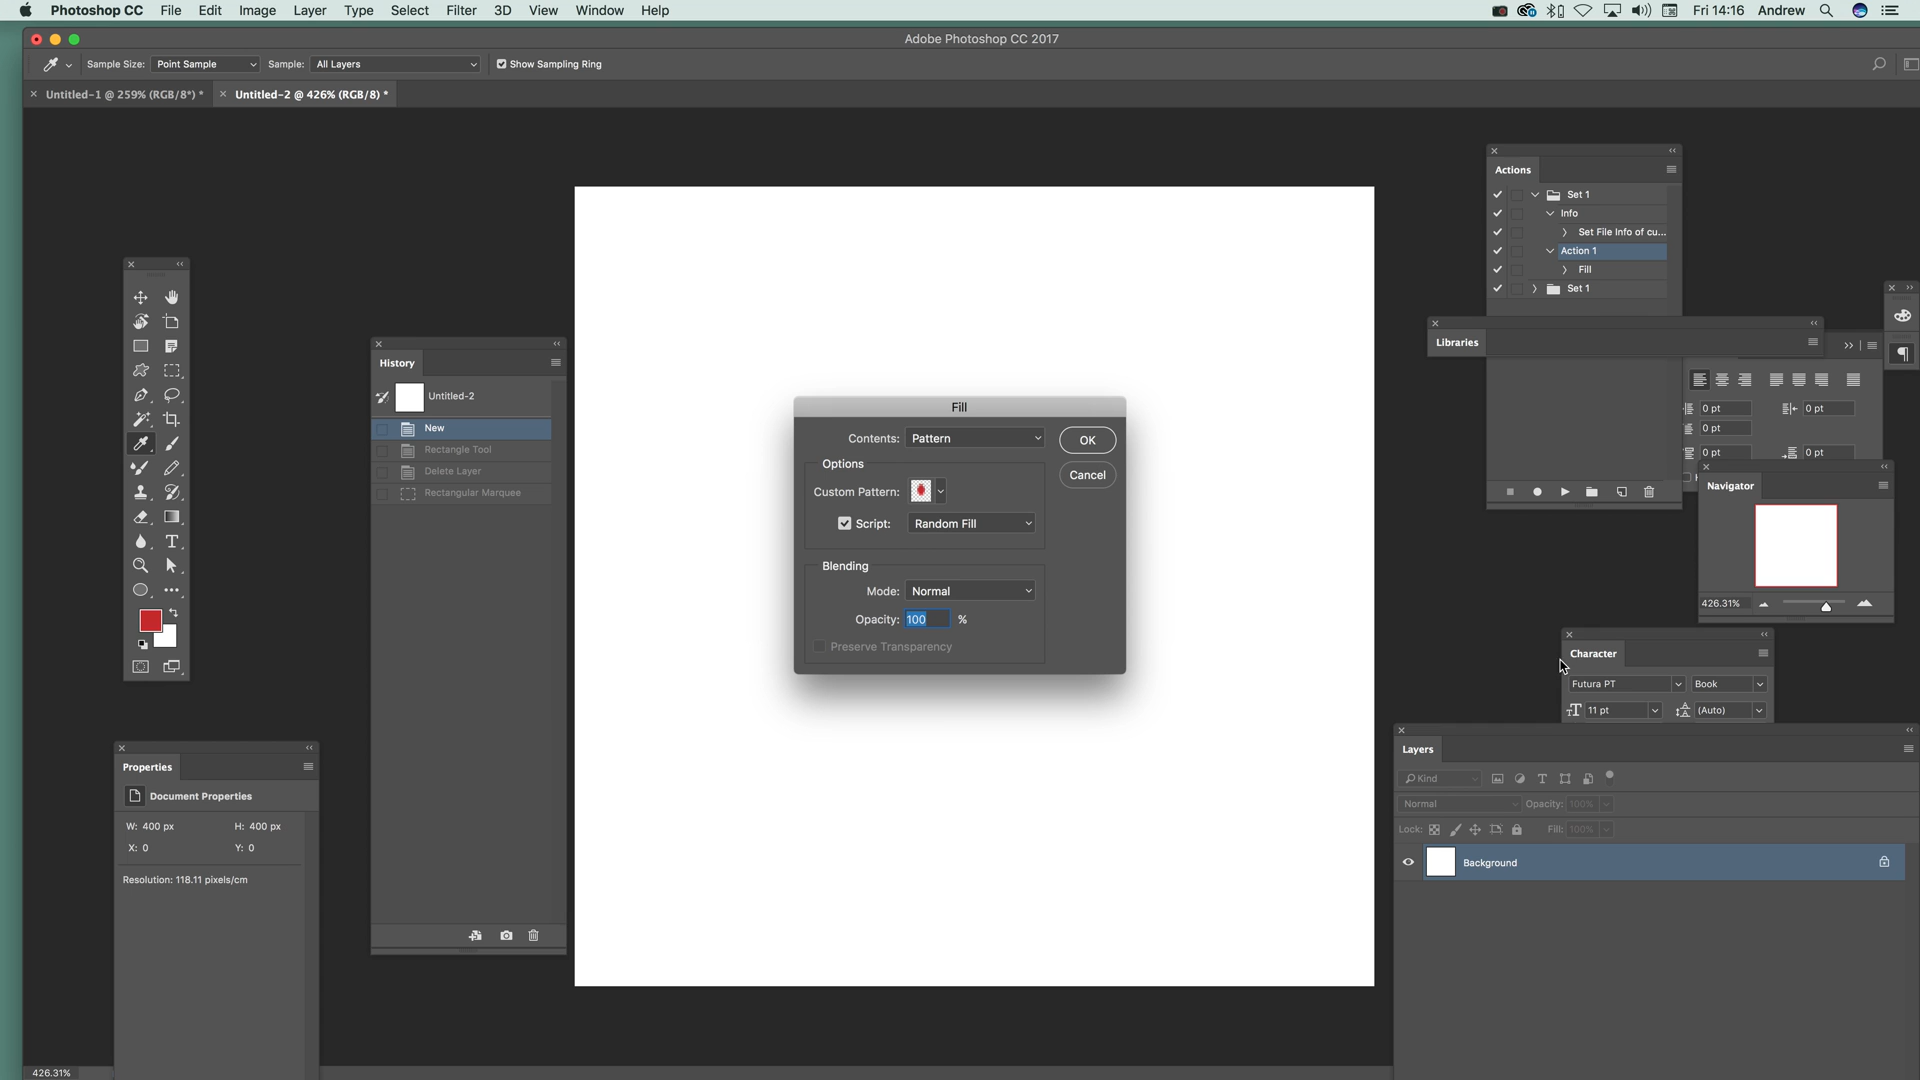 Photoshop CC File Edit Image Layer Type Select Filter 3D View Window Help Fri 14:16 Andrew
Adobe Photoshop CC 2017
Sample Size: Point Sample Sample: All Layers Show Sampling Ring
Untitled-1 @ 259% (RGB/8*) * Untitled-2 @ 426% (RGB/8) *
Actions
Set 1
Info
Set File Info of cu...
Action 1
Fill
Set 1
Libraries
0 pt 0 pt
0 pt
0 pt 0 pt
History
Untitled-2
New
Rectangle Tool
Delete Layer
Rectangular Marquee
Fill
Contents: Pattern OK
Options
Cancel
Custom Pattern:
Script: Random Fill
Blending
Mode: Normal
Opacity: 100 %
Preserve Transparency
Navigator
426.31%
Character
Futura PT Book
11 pt (Auto)
Properties
Document Properties
W: 400 px H: 400 px
X: 0 Y: 0
Resolution: 118.11 pixels/cm
Layers
Kind
Normal Opacity: 100%
Lock: Fill: 100%
Background
426.31%